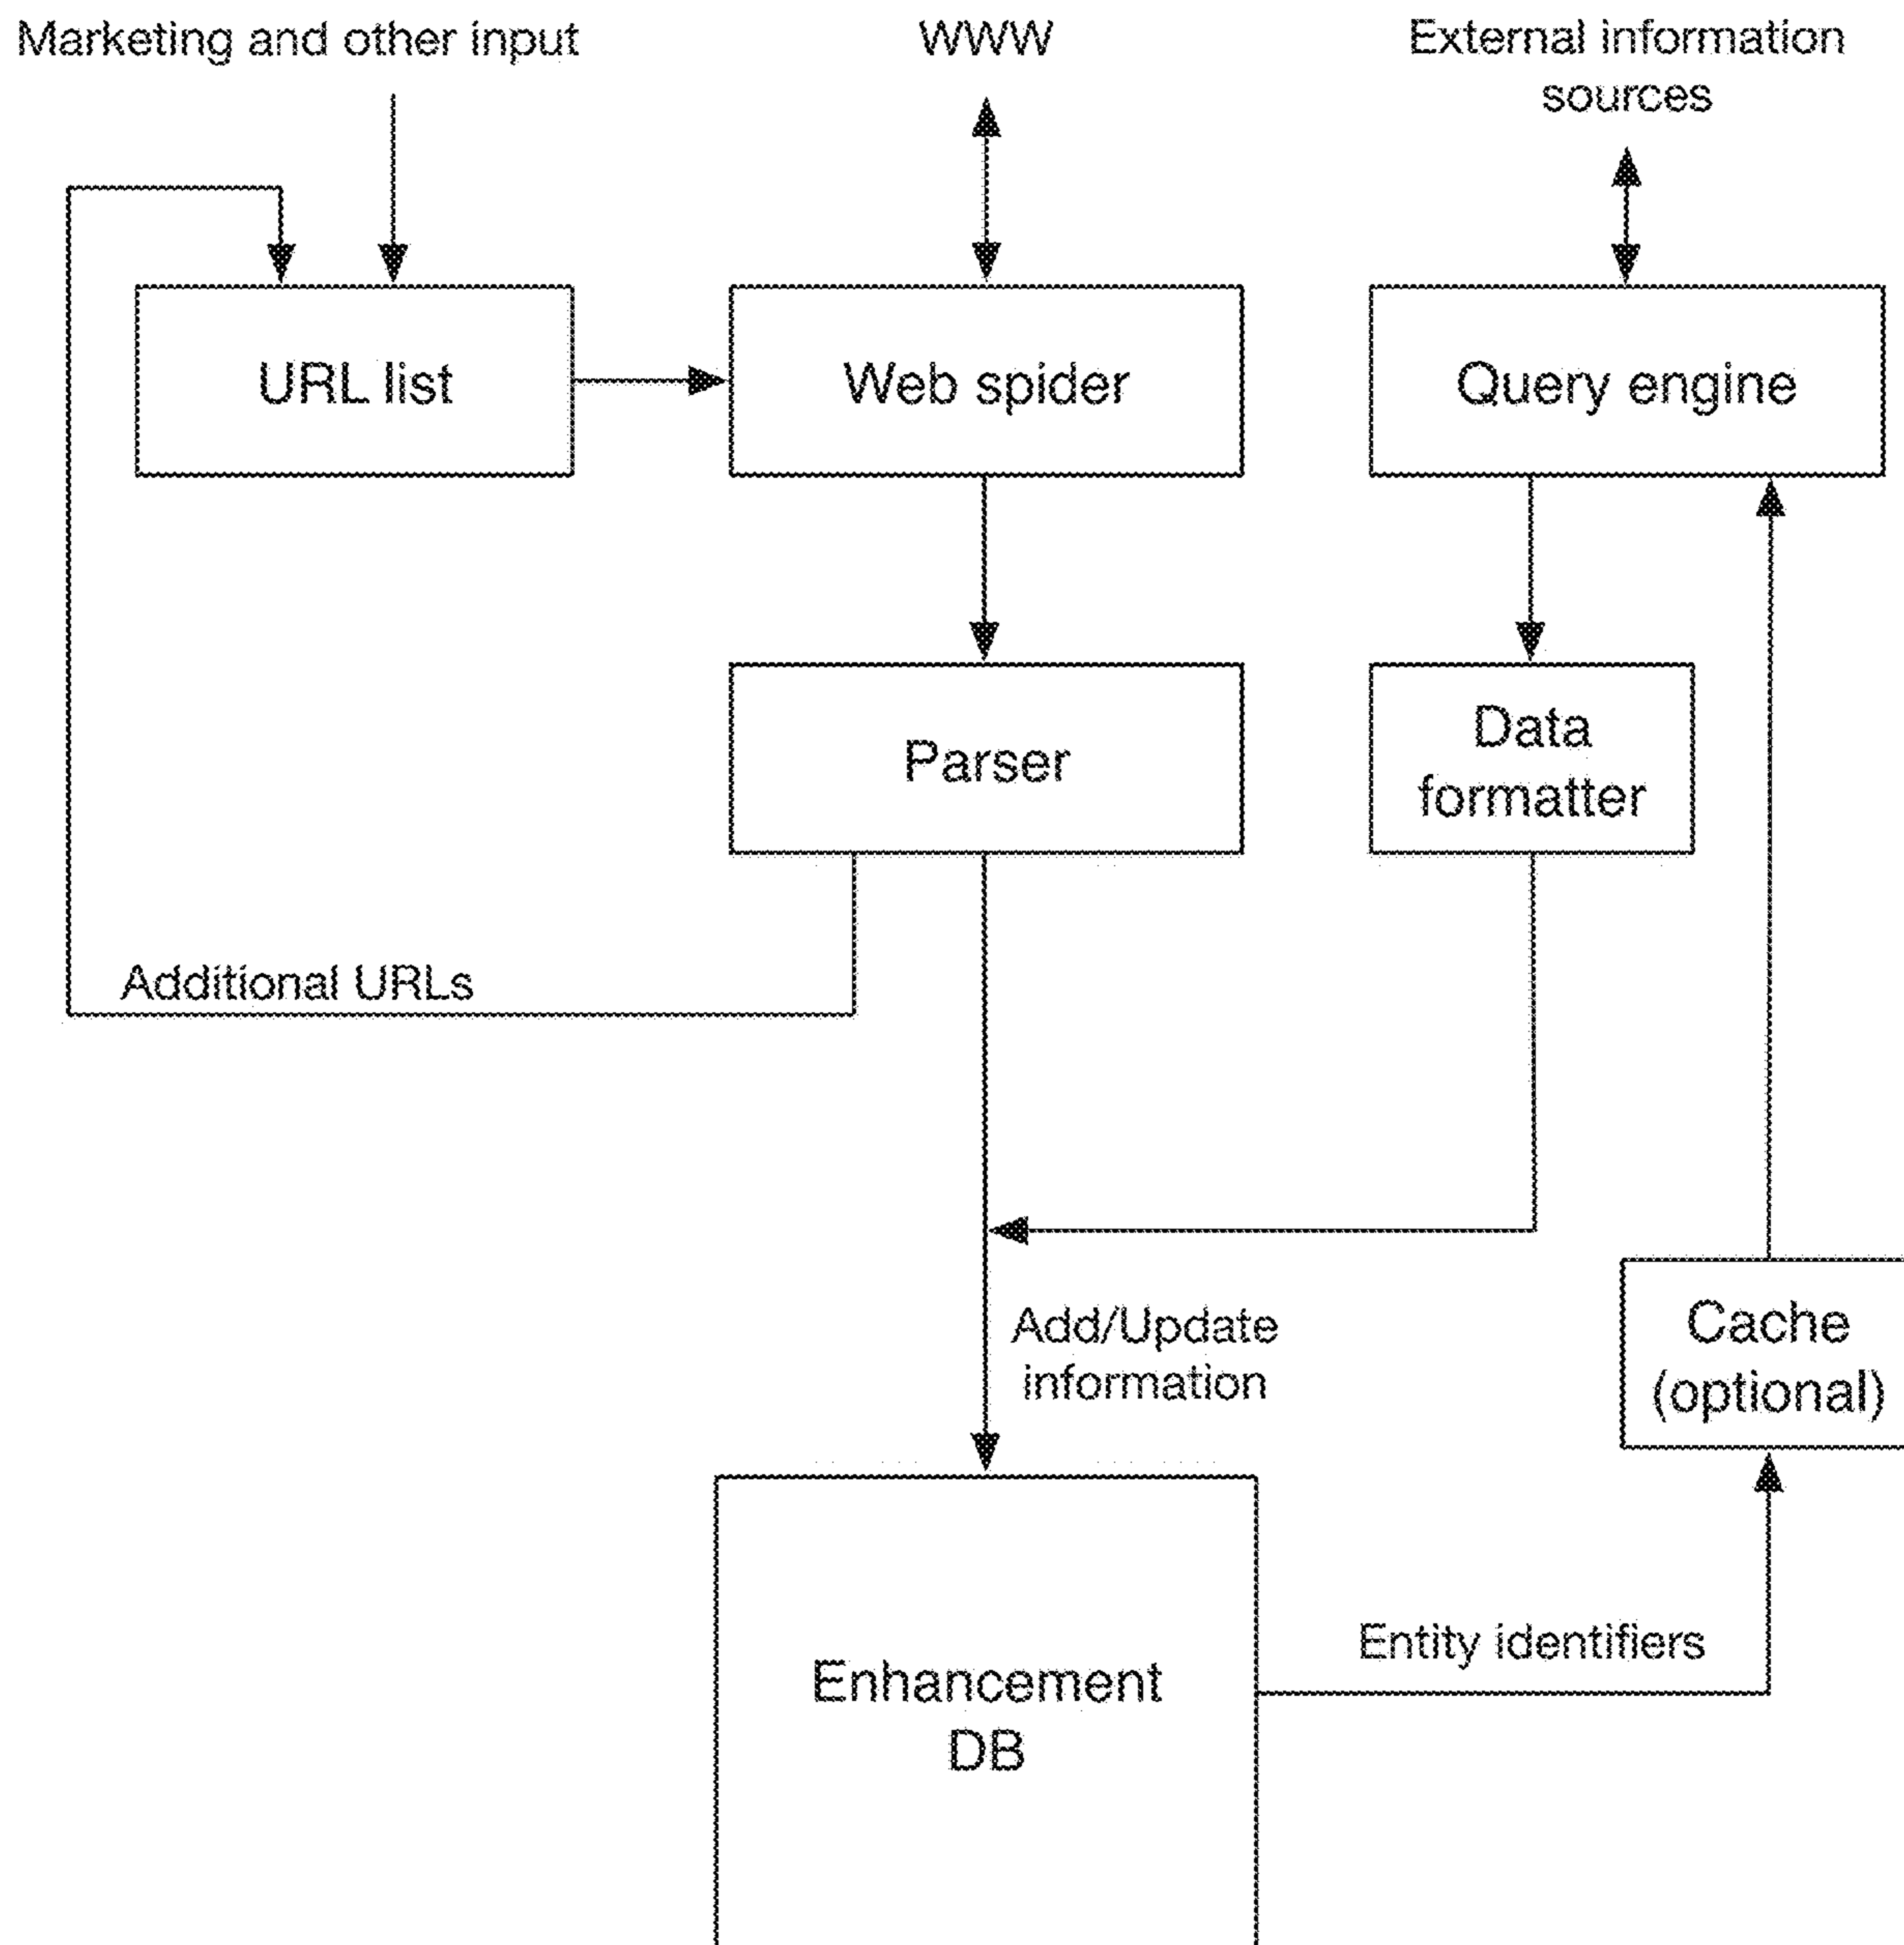 Marketing and other input
WWW
External information
sources
URL list
Web spider
Query engine
Parser
Data
formatter
Additional URLs
Add/Update
information
Cache
(optional)
Entity identifiers
Enhancement
DB